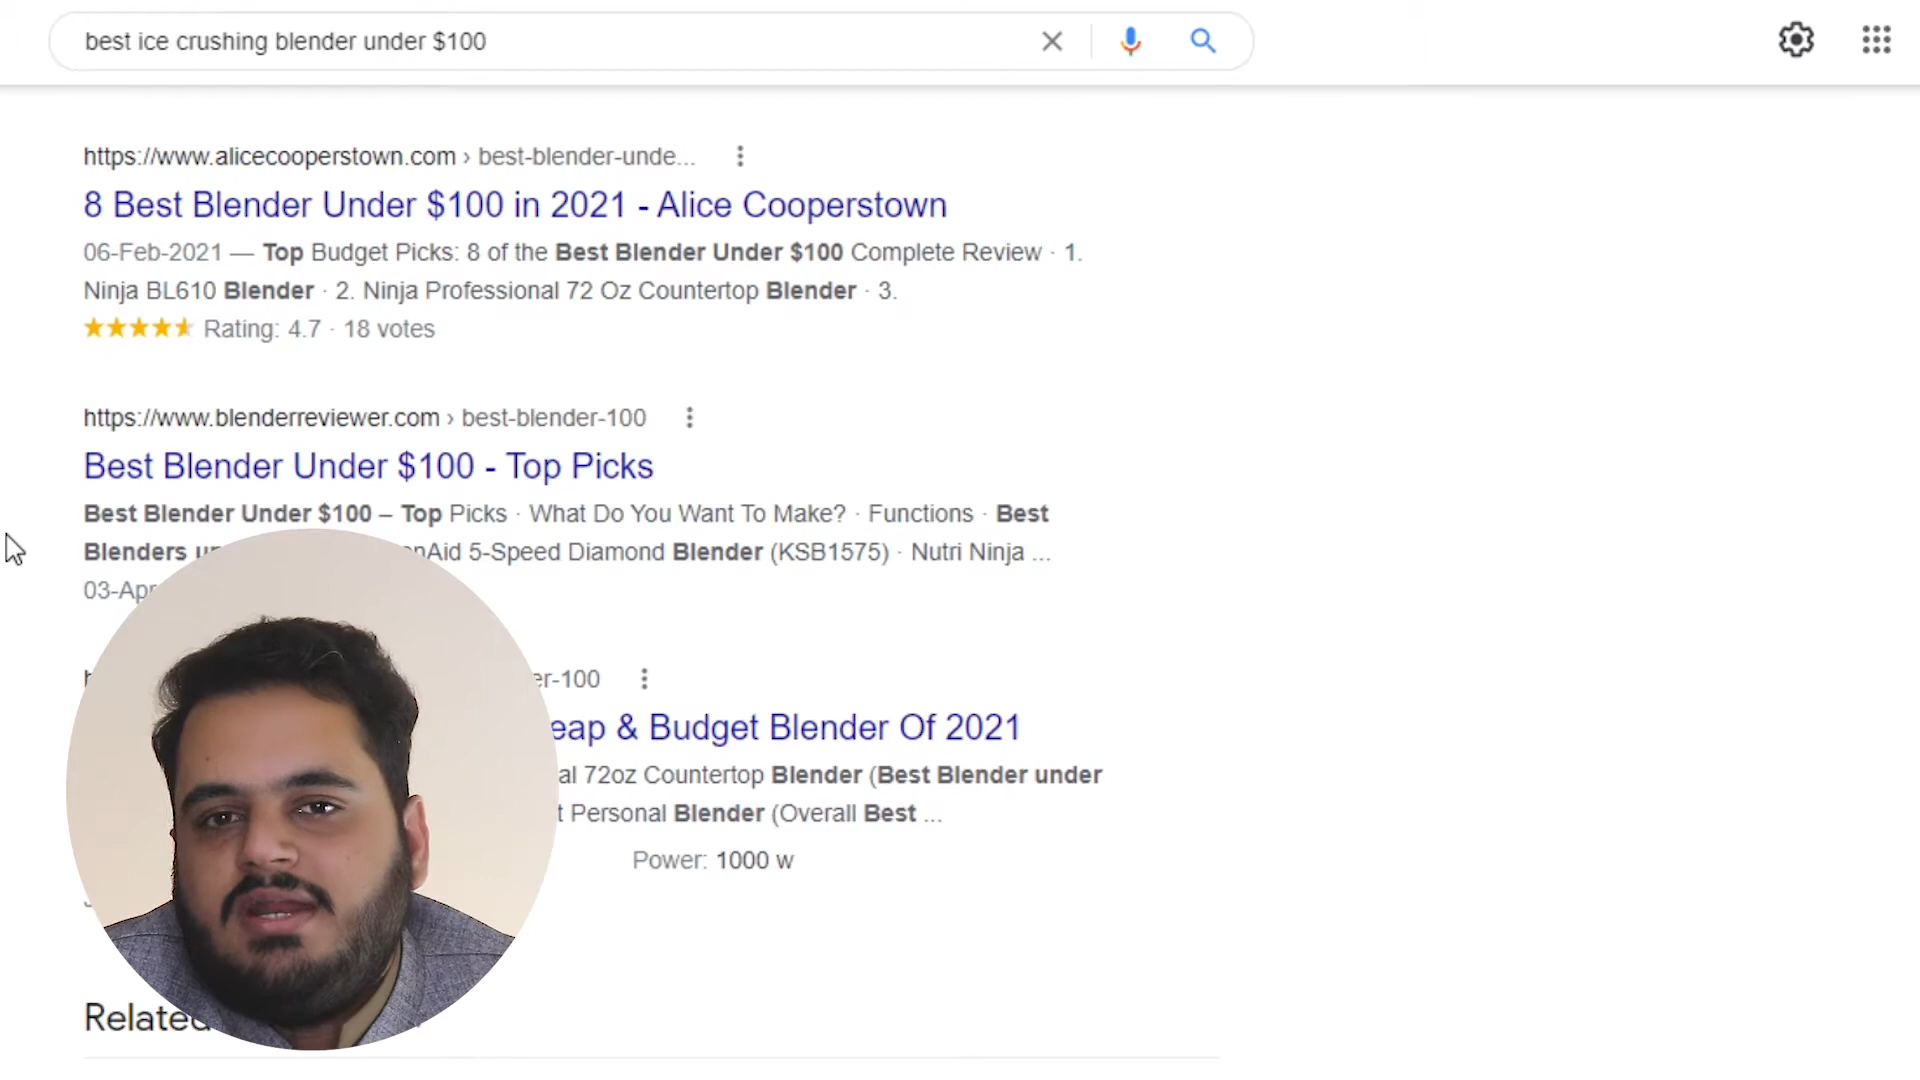 best ice crushing blender under $100
https://www.alicecooperstown.com › best-blender-unde...
8 Best Blender Under $100 in 2021 - Alice Cooperstown
06-Feb-2021 — Top Budget Picks: 8 of the Best Blender Under $100 Complete Review · 1.
Ninja BL610 Blender · 2. Ninja Professional 72 Oz Countertop Blender · 3.
Rating: 4.7 · 18 votes
https://www.blenderreviewer.com › best-blender-100
Best Blender Under $100 - Top Picks
Best Blender Under $100 – Top Picks · What Do You Want To Make? · Functions · Best
Blenders 5-Speed Diamond Blender (KSB1575) · Nutri Ninja ...
03-Apr
er-100
& Budget Blender Of 2021
72oz Countertop Blender (Best Blender under
Personal Blender (Overall Best ...
Power: 1000 w
Related